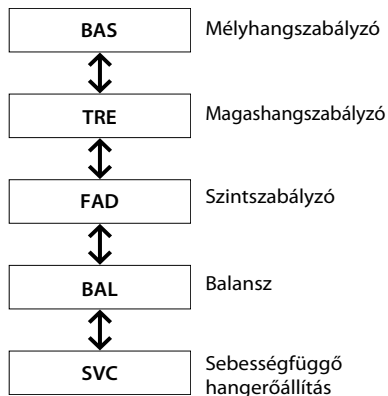 BAS Mélyhangszabályzó
TRE Magashangszabályzó
FAD Szintszabályzó
BAL Balansz
SVC Sebességfüggő
hangerőállítás